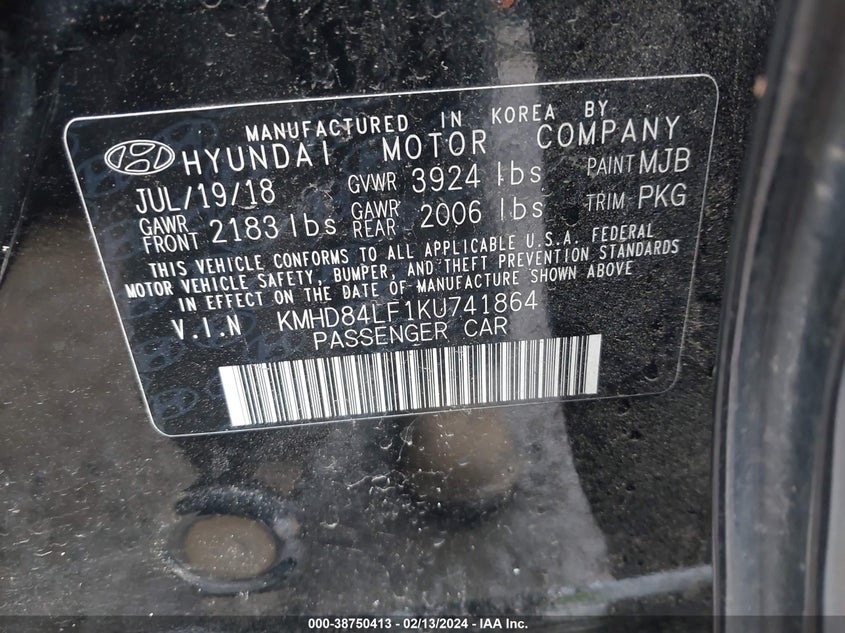 MANUFACTURED IN KOREA BY
HYUNDAI MOTOR COMPANY
JUL/19/18 GVWR 3924 lbs PAINT MJB
GAWR FRONT 2183 lbs GAWR REAR 2006 lbs TRIM PKG
THIS VEHICLE CONFORMS TO ALL APPLICABLE U.S.A. FEDERAL
MOTOR VEHICLE SAFETY, BUMPER, AND THEFT PREVENTION STANDARDS
IN EFFECT ON THE DATE OF MANUFACTURE SHOWN ABOVE
V.I.N KMHD84LF1KU741864
PASSENGER CAR
000-38750413 - 02/13/2024 - IAA Inc.